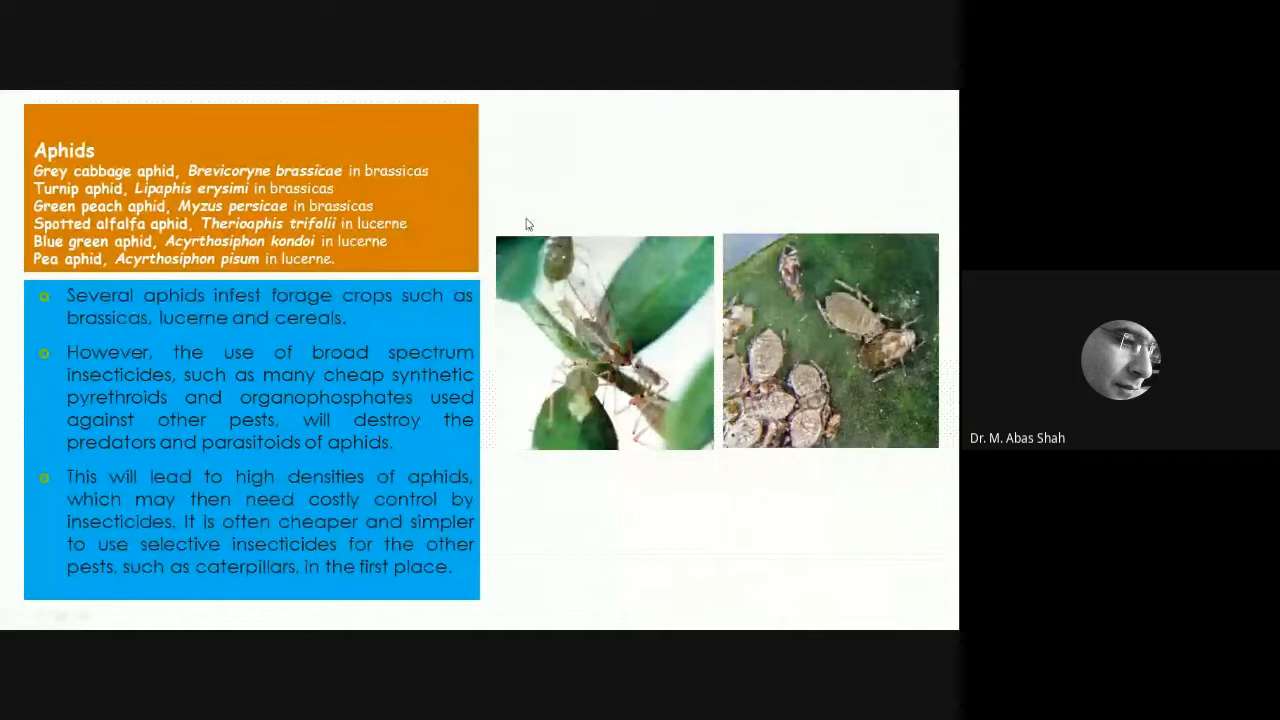 Aphids
Grey cabbage aphid, Brevicoryne brassicae in brassicas
Turnip aphid, Lipaphis erysimi in brassicas
Green peach aphid, Myzus persicae in brassicas
Spotted alfalfa aphid, Therioaphis trifolii in lucerne
Blue green aphid, Acyrthosiphon kondoi in lucerne
Pea aphid, Acyrthosiphon pisum in lucerne.
Several aphids infest forage crops such as
brassicas, lucerne and cereals.
However, the use of broad spectrum
insecticides, such as many cheap synthetic
pyrethroids and organophosphates used
against other pests, will destroy the
predators and parasitoids of aphids.
This will lead to high densities of aphids,
which may then need costly control by
insecticides. It is often cheaper and simpler
to use selective insecticides for the other
pests, such as caterpillars, in the first place.
Dr. M. Abas Shah